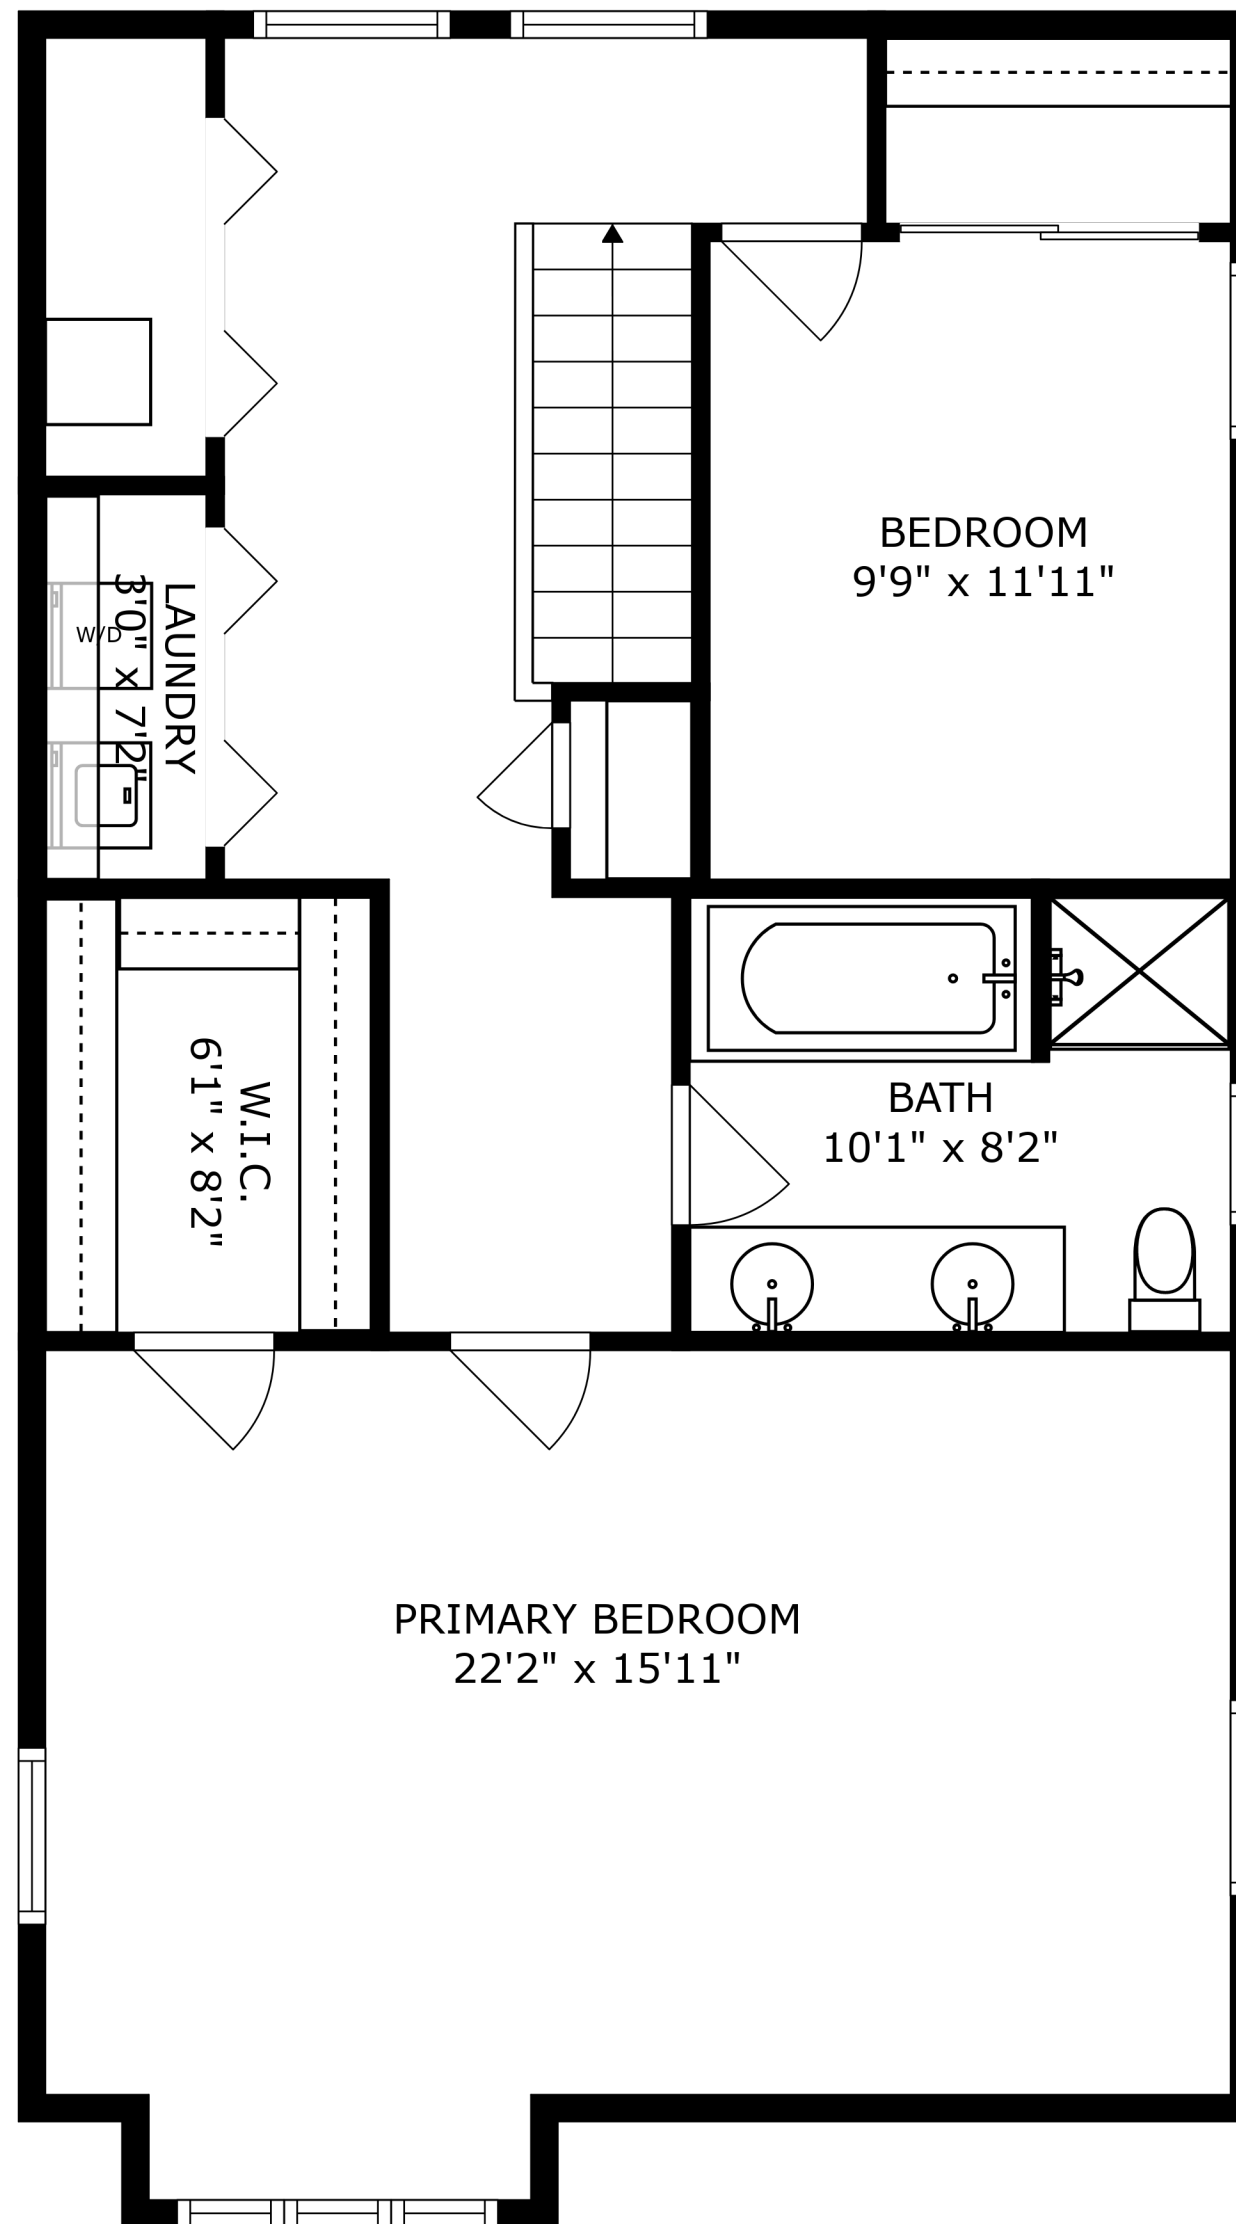 BEDROOM
9'9" x 11'11"
LAUNDRY
3'0" x 7'2"
W/D
W.I.C.
6'1" x 8'2"
BATH
10'1" x 8'2"
PRIMARY BEDROOM
22'2" x 15'11"